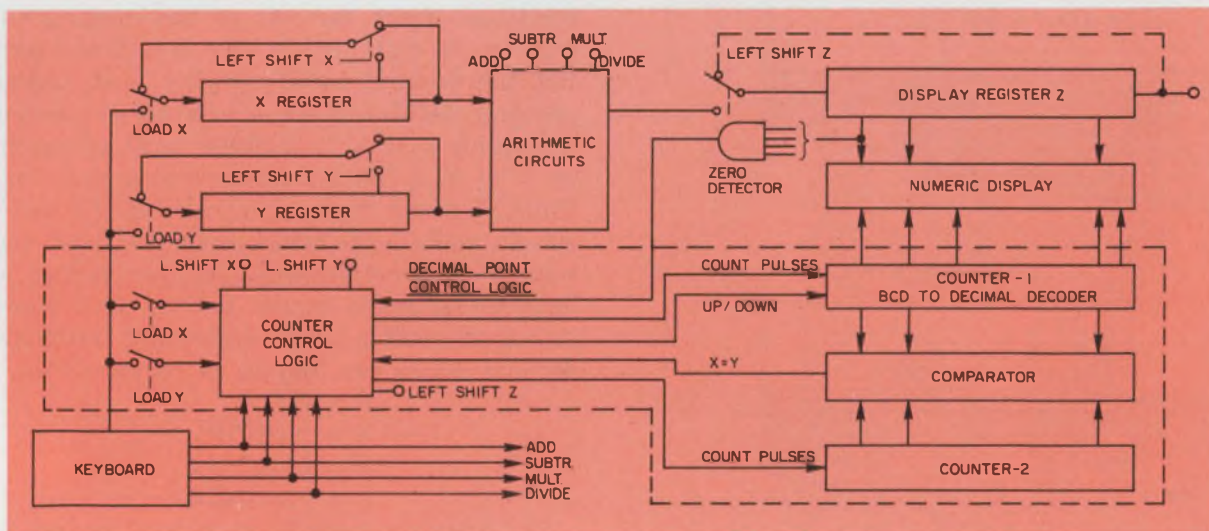 SUBTR MULT
ADD DIVIDE
LEFT SHIFT X
X REGISTER
LOAD X
LEFT SHIFT Y
Y REGISTER
LOAD Y
ARITHMETIC
CIRCUITS
LEFT SHIFT Z
DISPLAY REGISTER Z
ZERO
DETECTOR
NUMERIC DISPLAY
L. SHIFT X L. SHIFT Y
DECIMAL POINT
CONTROL LOGIC
COUNT PULSES
COUNTER -1
BCD TO DECIMAL DECODER
UP/DOWN
LOAD X
COUNTER
CONTROL
LOGIC
X=Y
COMPARATOR
LOAD Y
LEFT SHIFT Z
KEYBOARD
ADD
SUBTR.
MULT.
DIVIDE
COUNT PULSES
COUNTER-2